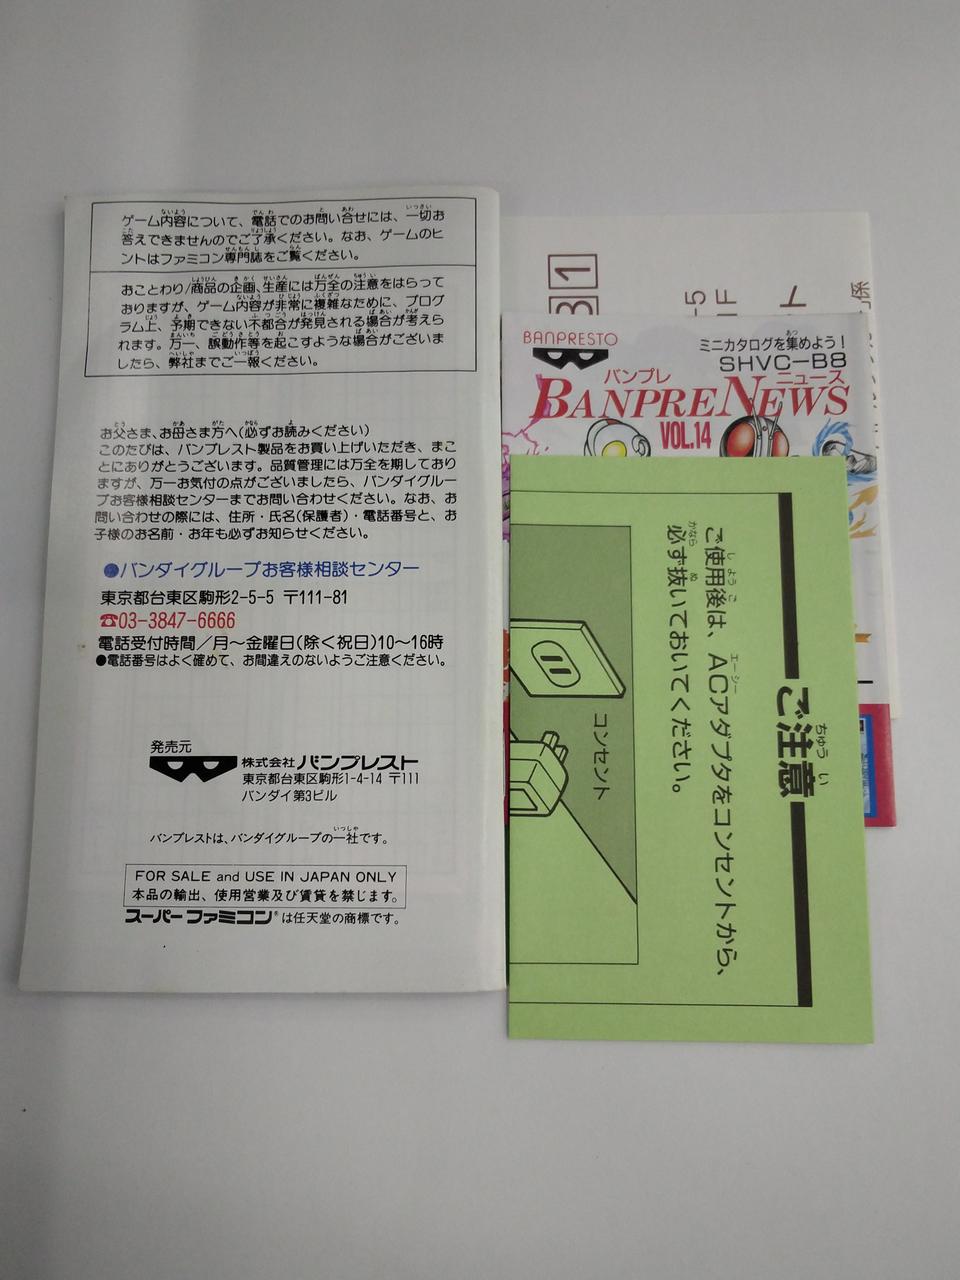 ゲーム内容について、電話でのお問い合せには、一切お
答えできませんのでご了承ください。なお、ゲームのヒ
ントはファミコン専門誌をご覧ください。
おことわり/商品の企画、生産には万全の注意をはらって
おりますが、ゲーム内容が非常に複雑なために、プログ
ラム上、予期できない不都合が発見される場合が考えら
れます。万一、誤動作等を起こすような場合がございま
したら、弊社までご一報ください。
お父さま、お母さま方へ(必ずお読みください)
このたびは、バンプレスト製品をお買い上げいただき、まこ
とにありがとうございます。品質管理には万全を期しており
ますが、万一お気付の点がございましたら、バンダイグルー
プお客様相談センターまでお問い合わせください。なお、お
問い合わせの際には、住所・氏名(保護者)・電話番号と、お
子様のお名前・お年も必ずお知らせください。
●バンダイグループお客様相談センター
東京都台東区駒形2-5-5 〒111-81
☎03-3847-6666
電話受付時間／月〜金曜日(除く祝日)10〜16時
●電話番号はよく確めて、お間違えのないようご注意ください。
発売元
株式会社バンプレスト
東京都台東区駒形1-4-14 〒111
バンダイ第3ビル
バンプレストは、バンダイグループの一社です。
FOR SALE and USE IN JAPAN ONLY
本品の輸出、使用営業及び賃貸を禁じます。
スーパーファミコン®は任天堂の商標です。
31
BANPRESTO
ミニカタログを集めよう!
SHVC-B8
バンプレ ニュース
BANPRENEWS
VOL.14
ご注意
ご使用後は、ACアダプタをコンセントから、
必ず抜いておいてください。
コンセント